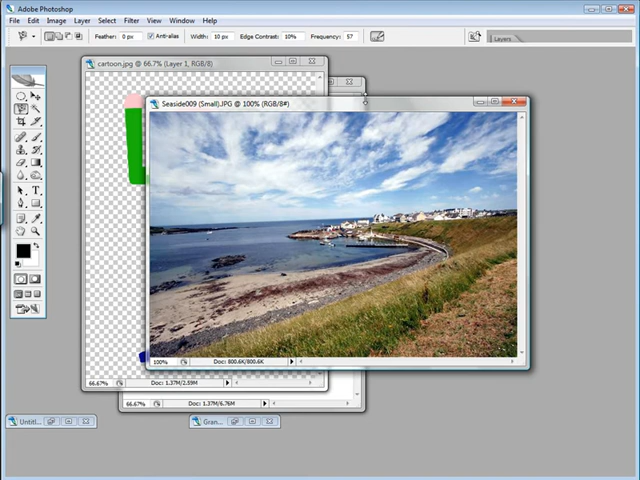 Adobe Photoshop
File Edit Image Layer Select Filter View Window Help
Feather: 0 px Anti-alias Width: 10 px Edge Contrast: 10% Frequency: 57
Layers
cartoon.jpg @ 66.7% (Layer 1, RGB/8)
Seaside009 (Small).JPG @ 100% (RGB/8#)
T
100% Doc: 800.6K/800.6K
66.67% Doc: 1.37M/2.59M
66.67% Doc: 1.37M/6.76M
Untitl...
Gran...